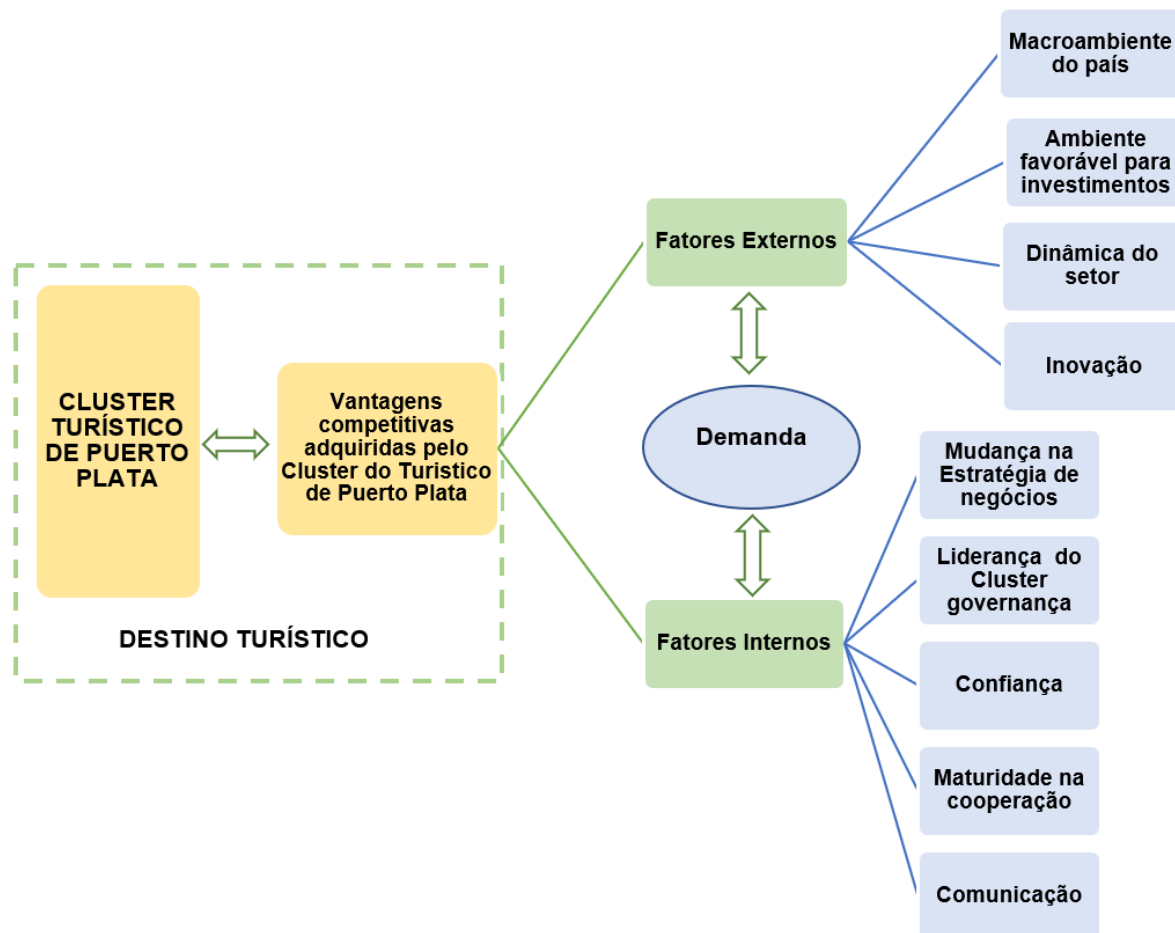 CLUSTER
TURÍSTICO
DE PUERTO
PLATA
Vantagens
competitivas
adquiridas pelo
Cluster do Turistico
de Puerto Plata
DESTINO TURÍSTICO
Fatores Externos
Demanda
Fatores Internos
Macroambiente
do país
Ambiente
favorável para
investimentos
Dinâmica do
setor
Inovação
Mudança na
Estratégia de
negócios
Liderança do
Cluster
governança
Confiança
Maturidade na
cooperação
Comunicação